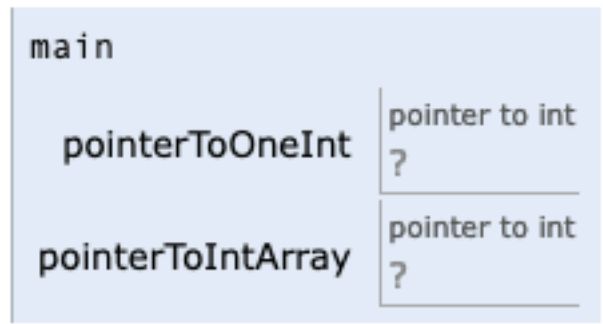 main
pointerToOneInt
pointer to int
?
pointerToIntArray
pointer to int
?